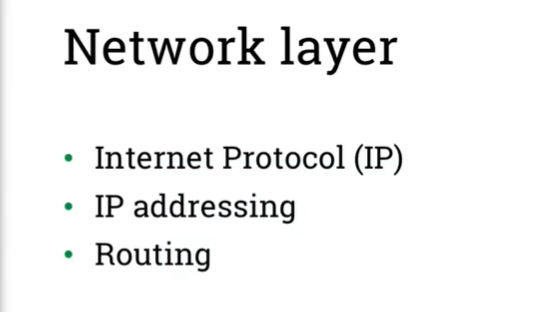 Network layer
• Internet Protocol (IP)
• IP addressing
• Routing